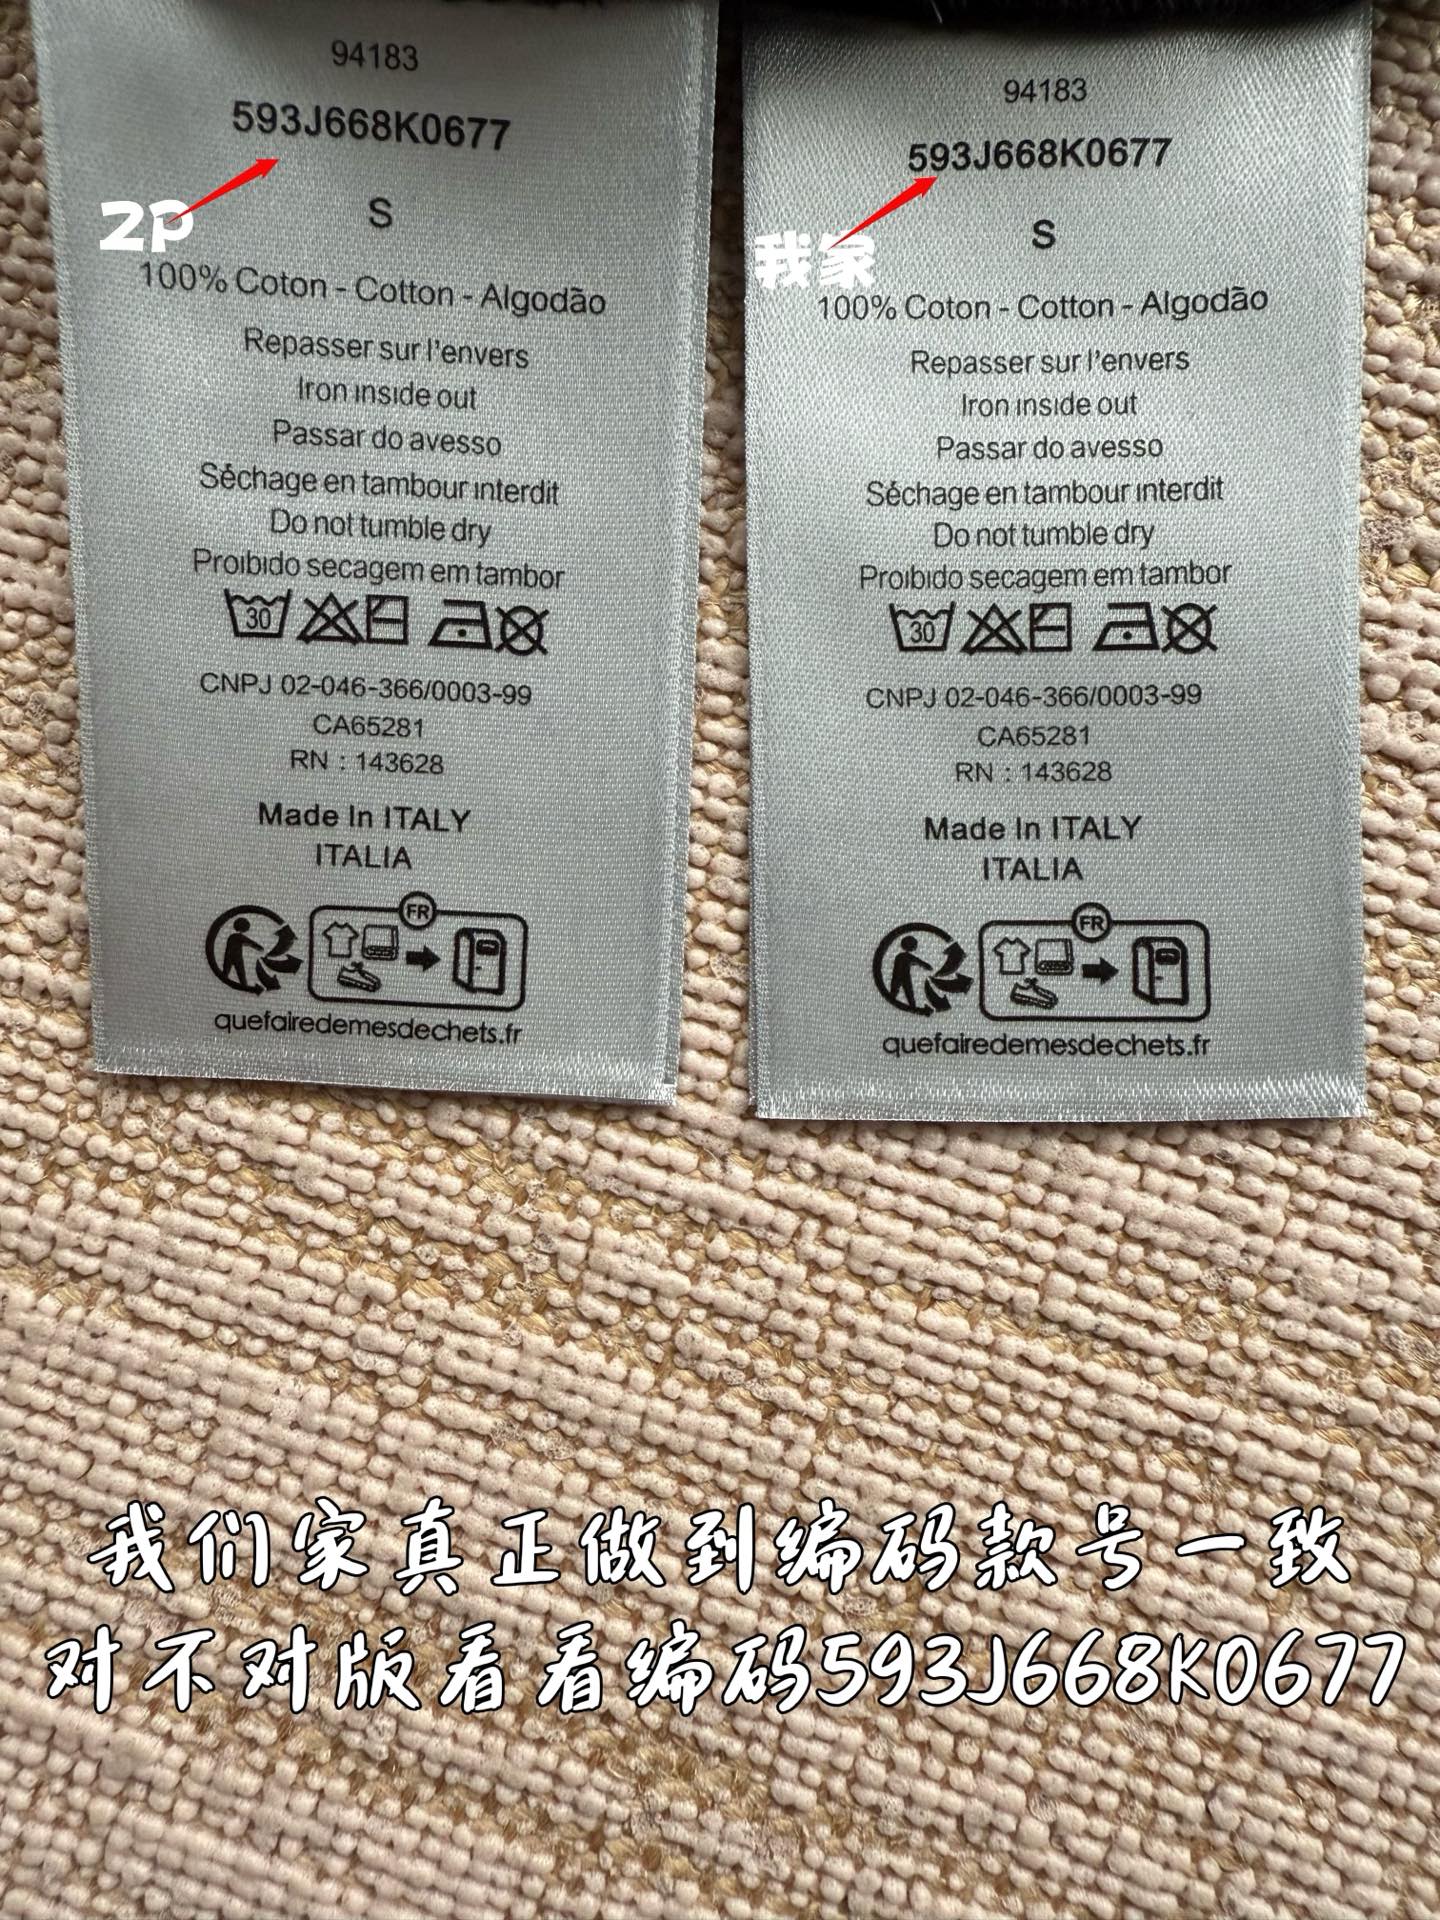 94183
593J668K0677
2P
S
100% Coton - Cotton - Algodão
Repasser sur l'envers
Iron inside out
Passar do avesso
Séchage en tambour interdit
Do not tumble dry
Proibido secagem em tambor
30
CNPJ 02-046-366/0003-99
CA65281
RN : 143628
Made In ITALY
ITALIA
FR
quefairedemesdechets.fr
94183
593J668K0677
我家
S
100% Coton - Cotton - Algodão
Repasser sur l'envers
Iron inside out
Passar do avesso
Séchage en tambour interdit
Do not tumble dry
Proibido secagem em tambor
30
CNPJ 02-046-366/0003-99
CA65281
RN : 143628
Made In ITALY
ITALIA
FR
quefairedemesdechets.fr
我们家真正做到编码款号一致
对不对版看看编码593J668K0677